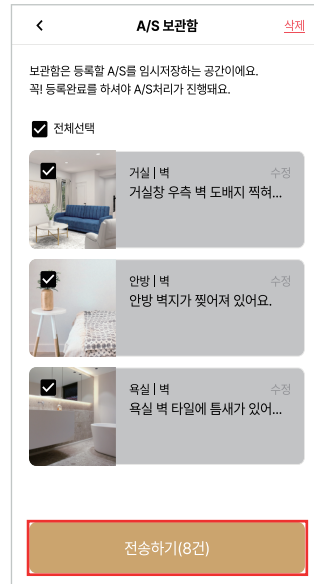 A/S 보관함
삭제
보관함은 등록할 A/S를 임시저장하는 공간이에요.
꼭! 등록완료를 하셔야 A/S처리가 진행돼요.
전체선택
거실 | 벽
수정
거실창 우측 벽 도배지 찍혀...
안방 | 벽
수정
안방 벽지가 찢어져 있어요.
욕실 | 벽
수정
욕실 벽 타일에 틈새가 있어...
전송하기(8건)